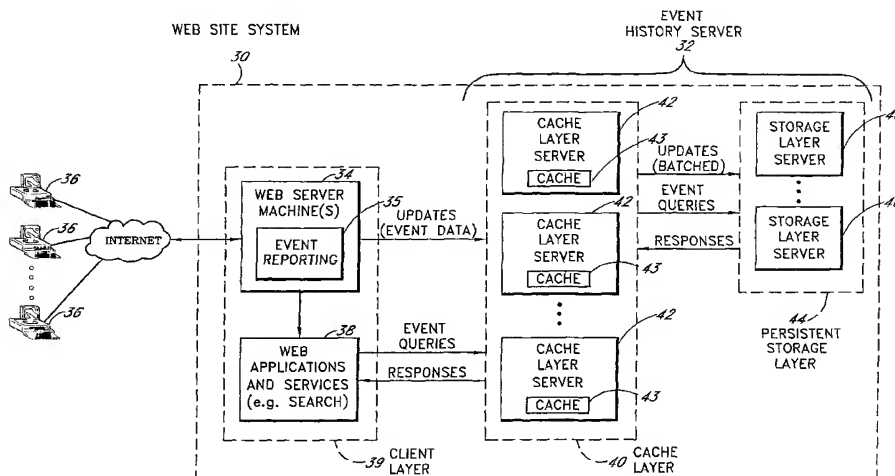 WEB SITE SYSTEM
30
EVENT
HISTORY SERVER
32
36
36
36
INTERNET
34
WEB SERVER
MACHINE(S)
35
EVENT
REPORTING
UPDATES
(EVENT DATA)
38
WEB
APPLICATIONS
AND SERVICES
(e.g. SEARCH)
EVENT
QUERIES
RESPONSES
39
CLIENT
LAYER
42
CACHE
LAYER
SERVER
43
CACHE
42
CACHE
LAYER
SERVER
43
CACHE
42
CACHE
LAYER
SERVER
43
CACHE
40
CACHE
LAYER
UPDATES
(BATCHED)
EVENT
QUERIES
RESPONSES
STORAGE
LAYER
SERVER
STORAGE
LAYER
SERVER
44
PERSISTENT
STORAGE
LAYER